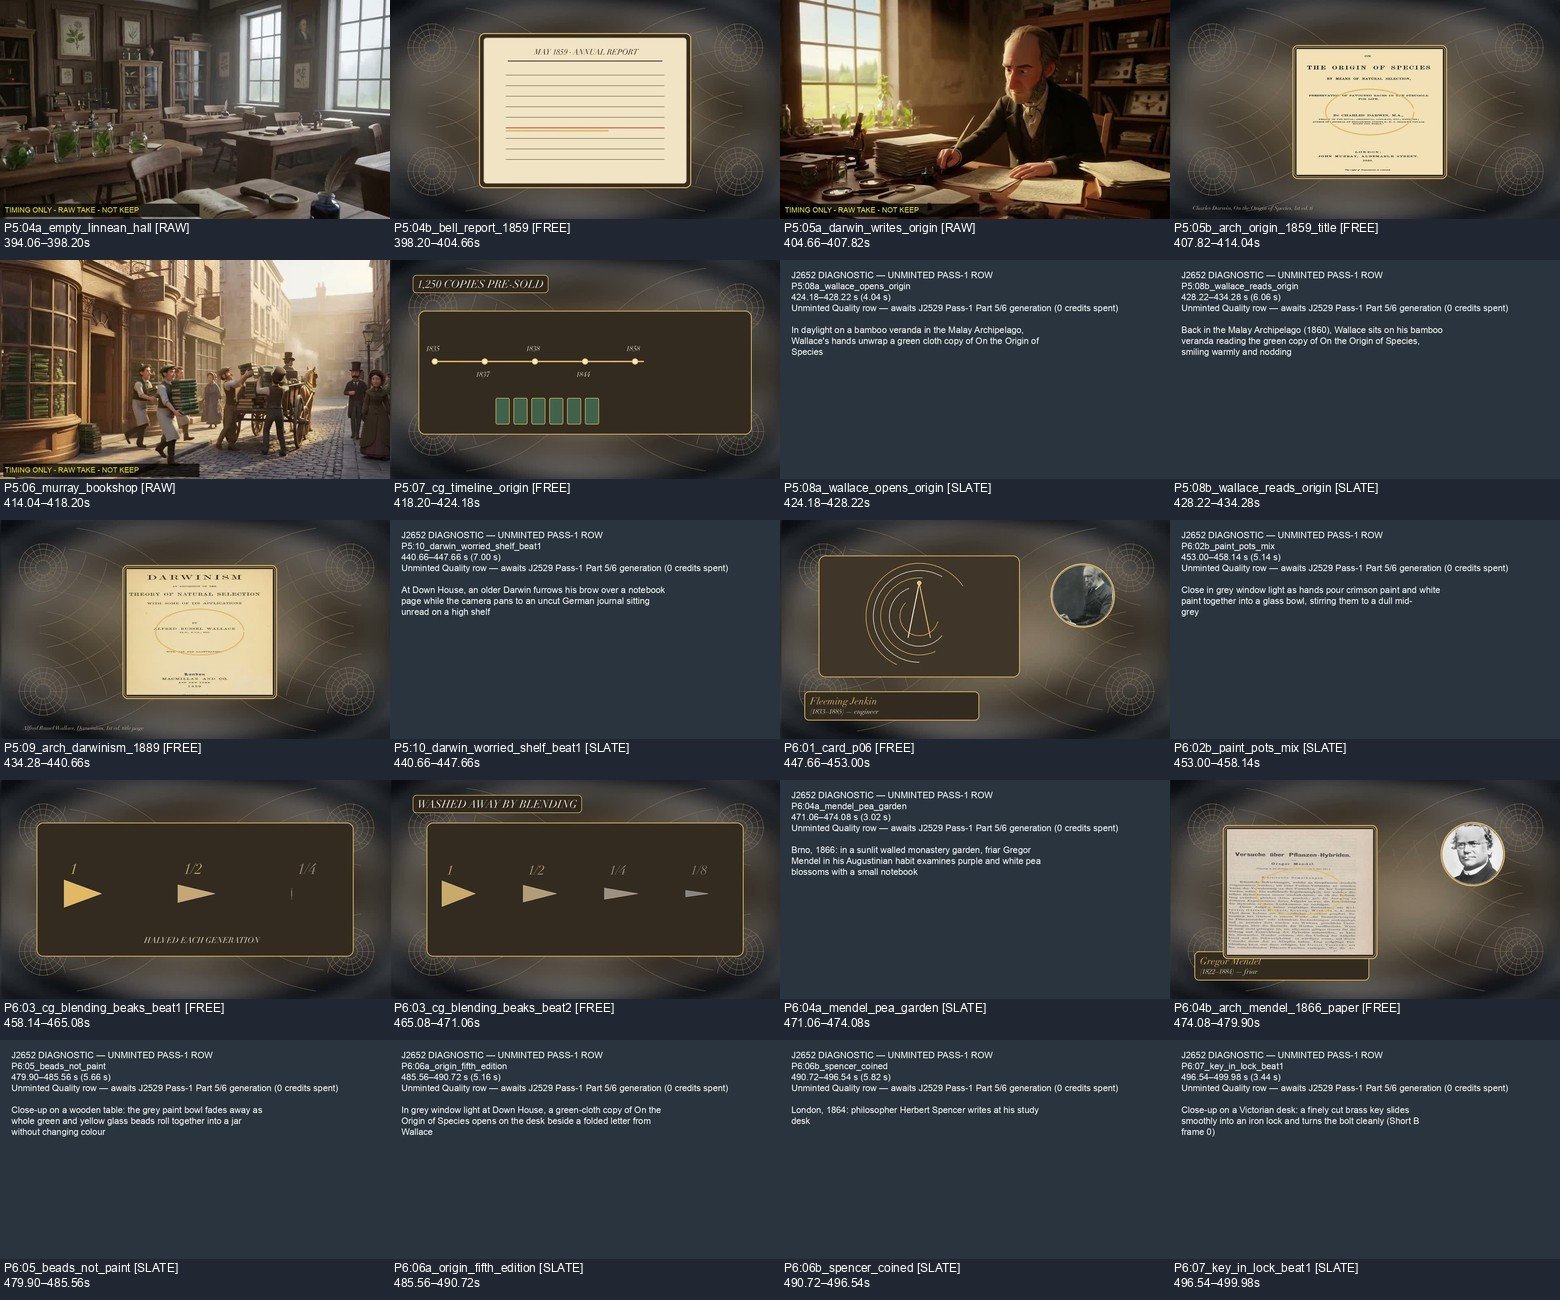 TIMING ONLY - RAW TAKE - NOT KEEP
P5:04a_empty_linnean_hall [RAW]
394.06–398.20s
MAY 1859 - ANNUAL REPORT
P5:04b_bell_report_1859 [FREE]
398.20–404.66s
TIMING ONLY - RAW TAKE - NOT KEEP
P5:05a_darwin_writes_origin [RAW]
404.66–407.82s
THE ORIGIN OF SPECIES
BY MEANS OF NATURAL SELECTION,
PRESERVATION OF FAVOURED RACES IN THE STRUGGLE
FOR LIFE.
By CHARLES DARWIN, M.A.,
LONDON:
JOHN MURRAY, ALBEMARLE STREET.
Charles Darwin, On the Origin of Species, 1st ed. ti
P5:05b_arch_origin_1859_title [FREE]
407.82–414.04s
TIMING ONLY - RAW TAKE - NOT KEEP
P5:06_murray_bookshop [RAW]
414.04–418.20s
1,250 COPIES PRE-SOLD
1835
1838
1858
1837
1844
P5:07_cg_timeline_origin [FREE]
418.20–424.18s
J2652 DIAGNOSTIC — UNMINTED PASS-1 ROW
P5:08a_wallace_opens_origin
424.18–428.22 s (4.04 s)
Unminted Quality row — awaits J2529 Pass-1 Part 5/6 generation (0 credits spent)
In daylight on a bamboo veranda in the Malay Archipelago,
Wallace's hands unwrap a green cloth copy of On the Origin of
Species
P5:08a_wallace_opens_origin [SLATE]
424.18–428.22s
J2652 DIAGNOSTIC — UNMINTED PASS-1 ROW
P5:08b_wallace_reads_origin
428.22–434.28 s (6.06 s)
Unminted Quality row — awaits J2529 Pass-1 Part 5/6 generation (0 credits spent)
Back in the Malay Archipelago (1860), Wallace sits on his bamboo
veranda reading the green copy of On the Origin of Species,
smiling warmly and nodding
P5:08b_wallace_reads_origin [SLATE]
428.22–434.28s
DARWINISM
THEORY OF NATURAL SELECTION
WITH SOME OF ITS APPLICATIONS
BY
ALFRED RUSSEL WALLACE
London
MACMILLAN AND CO.
1889
Alfred Russel Wallace, Darwinism, 1st ed. title page
P5:09_arch_darwinism_1889 [FREE]
434.28–440.66s
J2652 DIAGNOSTIC — UNMINTED PASS-1 ROW
P5:10_darwin_worried_shelf_beat1
440.66–447.66 s (7.00 s)
Unminted Quality row — awaits J2529 Pass-1 Part 5/6 generation (0 credits spent)
At Down House, an older Darwin furrows his brow over a notebook
page while the camera pans to an uncut German journal sitting
unread on a high shelf
P5:10_darwin_worried_shelf_beat1 [SLATE]
440.66–447.66s
Fleeming Jenkin
(1833–1885) — engineer
P6:01_card_p06 [FREE]
447.66–453.00s
J2652 DIAGNOSTIC — UNMINTED PASS-1 ROW
P6:02b_paint_pots_mix
453.00–458.14 s (5.14 s)
Unminted Quality row — awaits J2529 Pass-1 Part 5/6 generation (0 credits spent)
Close in grey window light as hands pour crimson paint and white
paint together into a glass bowl, stirring them to a dull mid-
grey
P6:02b_paint_pots_mix [SLATE]
453.00–458.14s
1
1/2
1/4
HALVED EACH GENERATION
P6:03_cg_blending_beaks_beat1 [FREE]
458.14–465.08s
WASHED AWAY BY BLENDING
1
1/2
1/4
1/8
P6:03_cg_blending_beaks_beat2 [FREE]
465.08–471.06s
J2652 DIAGNOSTIC — UNMINTED PASS-1 ROW
P6:04a_mendel_pea_garden
471.06–474.08 s (3.02 s)
Unminted Quality row — awaits J2529 Pass-1 Part 5/6 generation (0 credits spent)
Brno, 1866: in a sunlit walled monastery garden, friar Gregor
Mendel in his Augustinian habit examines purple and white pea
blossoms with a small notebook
P6:04a_mendel_pea_garden [SLATE]
471.06–474.08s
Versuche über Pflanzen-Hybriden.
Gregor Mendel
Gregor Mendel
(1822–1884) — friar
P6:04b_arch_mendel_1866_paper [FREE]
474.08–479.90s
J2652 DIAGNOSTIC — UNMINTED PASS-1 ROW
P6:05_beads_not_paint
479.90–485.56 s (5.66 s)
Unminted Quality row — awaits J2529 Pass-1 Part 5/6 generation (0 credits spent)
Close-up on a wooden table: the grey paint bowl fades away as
whole green and yellow glass beads roll together into a jar
without changing colour
P6:05_beads_not_paint [SLATE]
479.90–485.56s
J2652 DIAGNOSTIC — UNMINTED PASS-1 ROW
P6:06a_origin_fifth_edition
485.56–490.72 s (5.16 s)
Unminted Quality row — awaits J2529 Pass-1 Part 5/6 generation (0 credits spent)
In grey window light at Down House, a green-cloth copy of On the
Origin of Species opens on the desk beside a folded letter from
Wallace
P6:06a_origin_fifth_edition [SLATE]
485.56–490.72s
J2652 DIAGNOSTIC — UNMINTED PASS-1 ROW
P6:06b_spencer_coined
490.72–496.54 s (5.82 s)
Unminted Quality row — awaits J2529 Pass-1 Part 5/6 generation (0 credits spent)
London, 1864: philosopher Herbert Spencer writes at his study
desk
P6:06b_spencer_coined [SLATE]
490.72–496.54s
J2652 DIAGNOSTIC — UNMINTED PASS-1 ROW
P6:07_key_in_lock_beat1
496.54–499.98 s (3.44 s)
Unminted Quality row — awaits J2529 Pass-1 Part 5/6 generation (0 credits spent)
Close-up on a Victorian desk: a finely cut brass key slides
smoothly into an iron lock and turns the bolt cleanly (Short B
frame 0)
P6:07_key_in_lock_beat1 [SLATE]
496.54–499.98s